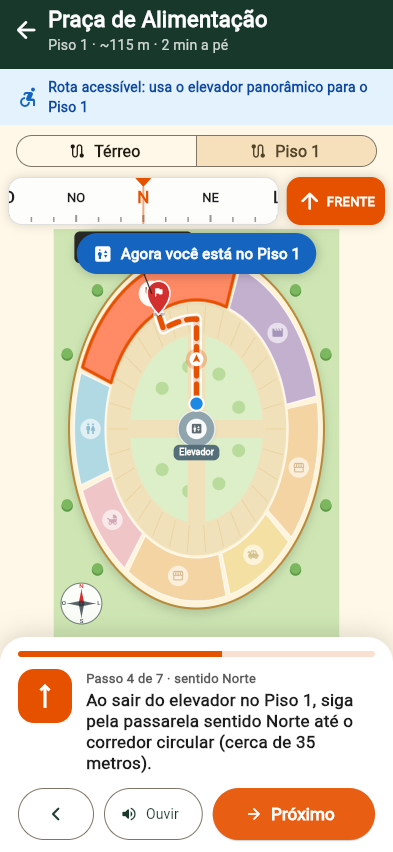 Praça de Alimentação
Piso 1 · ~115 m · 2 min a pé
Rota acessível: usa o elevador panorâmico para o
Piso 1
Térreo
Piso 1
NO
N
NE
FRENTE
Agora você está no Piso 1
Elevador
N
O
L
S
Passo 4 de 7 · sentido Norte
Ao sair do elevador no Piso 1, siga
pela passarela sentido Norte até o
corredor circular (cerca de 35
metros).
Ouvir
Próximo